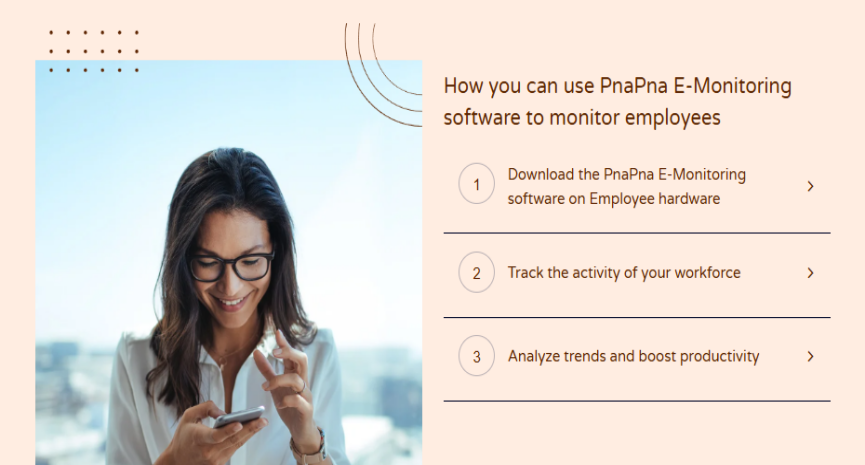 How you can use PnaPna E-Monitoring
software to monitor employees
1
Download the PnaPna E-Monitoring
software on Employee hardware
2
Track the activity of your workforce
3
Analyze trends and boost productivity